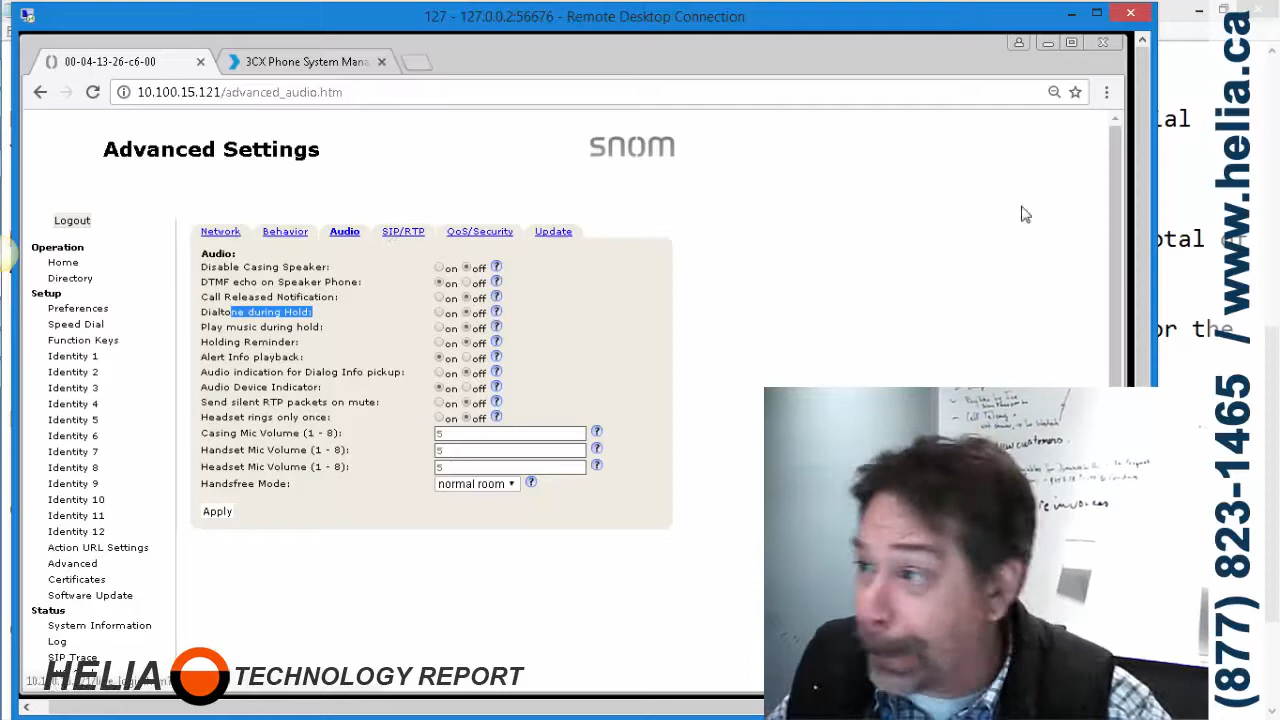 127 - 127.0.0.2:56676 - Remote Desktop Connection
00-04-13-26-c6-00
3CX Phone System Mana
10.100.15.121/advanced_audio.htm
Advanced Settings
snom
Logout
Operation
Home
Directory
Setup
Preferences
Speed Dial
Function Keys
Identity 1
Identity 2
Identity 3
Identity 4
Identity 5
Identity 6
Identity 7
Identity 8
Identity 9
Identity 10
Identity 11
Identity 12
Action URL Settings
Advanced
Certificates
Software Update
Status
System Information
Log
SIP Trace
Network Behavior Audio SIP/RTP QoS/Security Update
Audio:
Disable Casing Speaker: on off ?
DTMF echo on Speaker Phone: on off ?
Call Released Notification: on off ?
Dialtone during Hold: on off ?
Play music during hold: on off ?
Holding Reminder: on off ?
Alert Info playback: on off ?
Audio indication for Dialog Info pickup: on off ?
Audio Device Indicator: on off ?
Send silent RTP packets on mute: on off ?
Headset rings only once: on off ?
Casing Mic Volume (1 - 8): 5 ?
Handset Mic Volume (1 - 8): 5 ?
Headset Mic Volume (1 - 8): 5 ?
Handsfree Mode: normal room ?
Apply
ial
otal of
or the
HELIA TECHNOLOGY REPORT
(877) 823-1465 / www.helia.ca